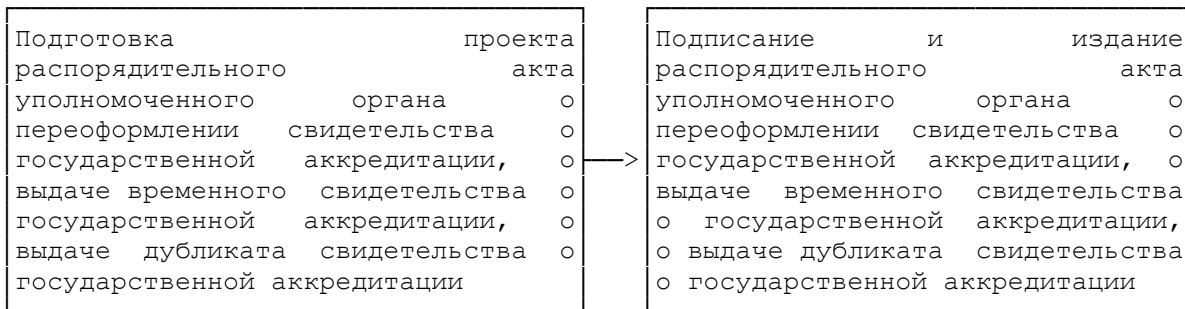 Подготовка проекта
распорядительного акта
уполномоченного органа о
переоформлении свидетельства о
государственной аккредитации, о
выдаче временного свидетельства о
государственной аккредитации, о
выдаче дубликата свидетельства о
государственной аккредитации
Подписание и издание
распорядительного акта
уполномоченного органа о
переоформлении свидетельства о
государственной аккредитации, о
выдаче временного свидетельства
о государственной аккредитации,
о выдаче дубликата свидетельства
о государственной аккредитации